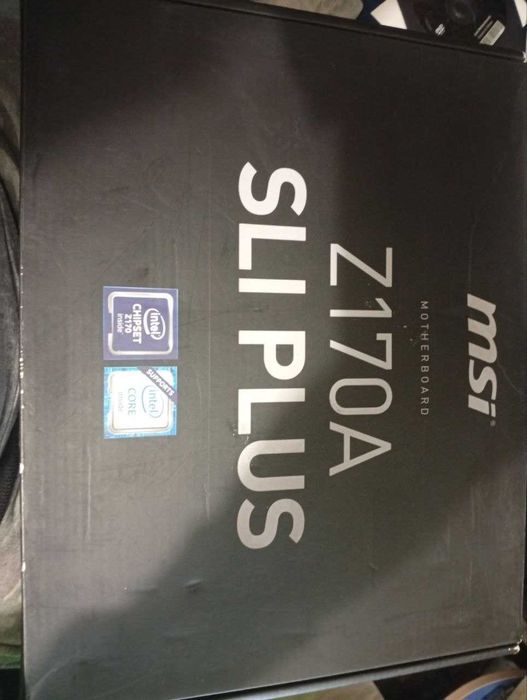 msi
MOTHERBOARD
Z170A
SLI PLUS
intel
CHIPSET
Z170
inside
SUPPORTS
intel
CORE
inside